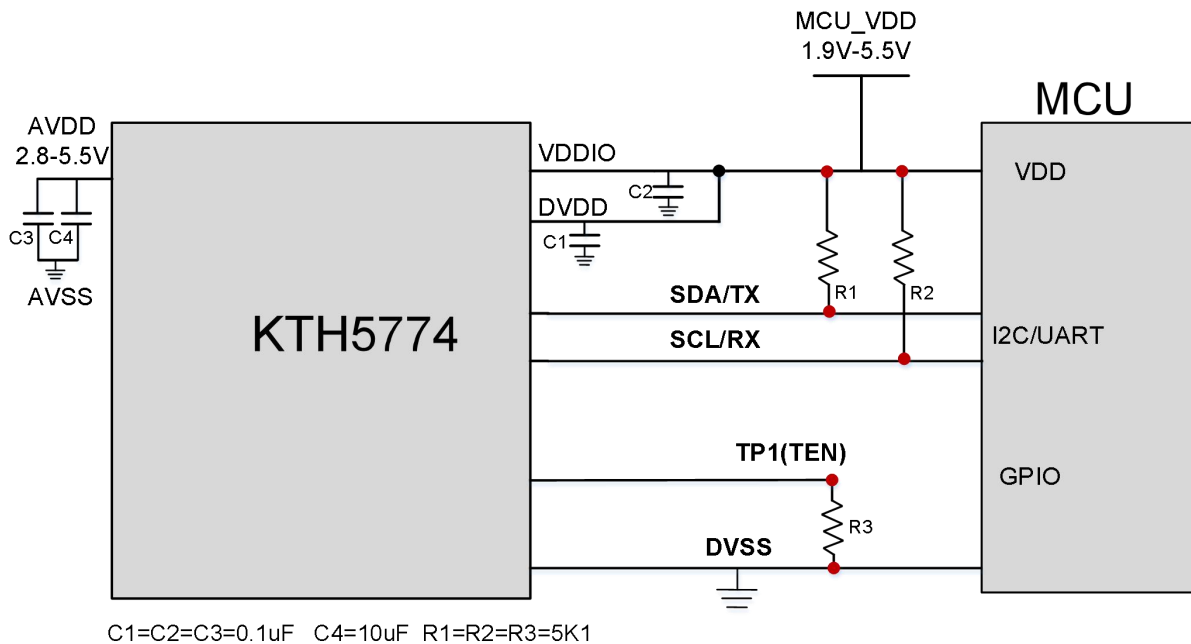 MCU_VDD
1.9V-5.5V
MCU
AVDD
2.8-5.5V
VDDIO
VDD
C2
DVDD
C3
C4
C1
AVSS
SDA/TX
R1
R2
KTH5774
SCL/RX
I2C/UART
TP1(TEN)
GPIO
R3
DVSS
C1=C2=C3=0.1uF C4=10uF R1=R2=R3=5K1